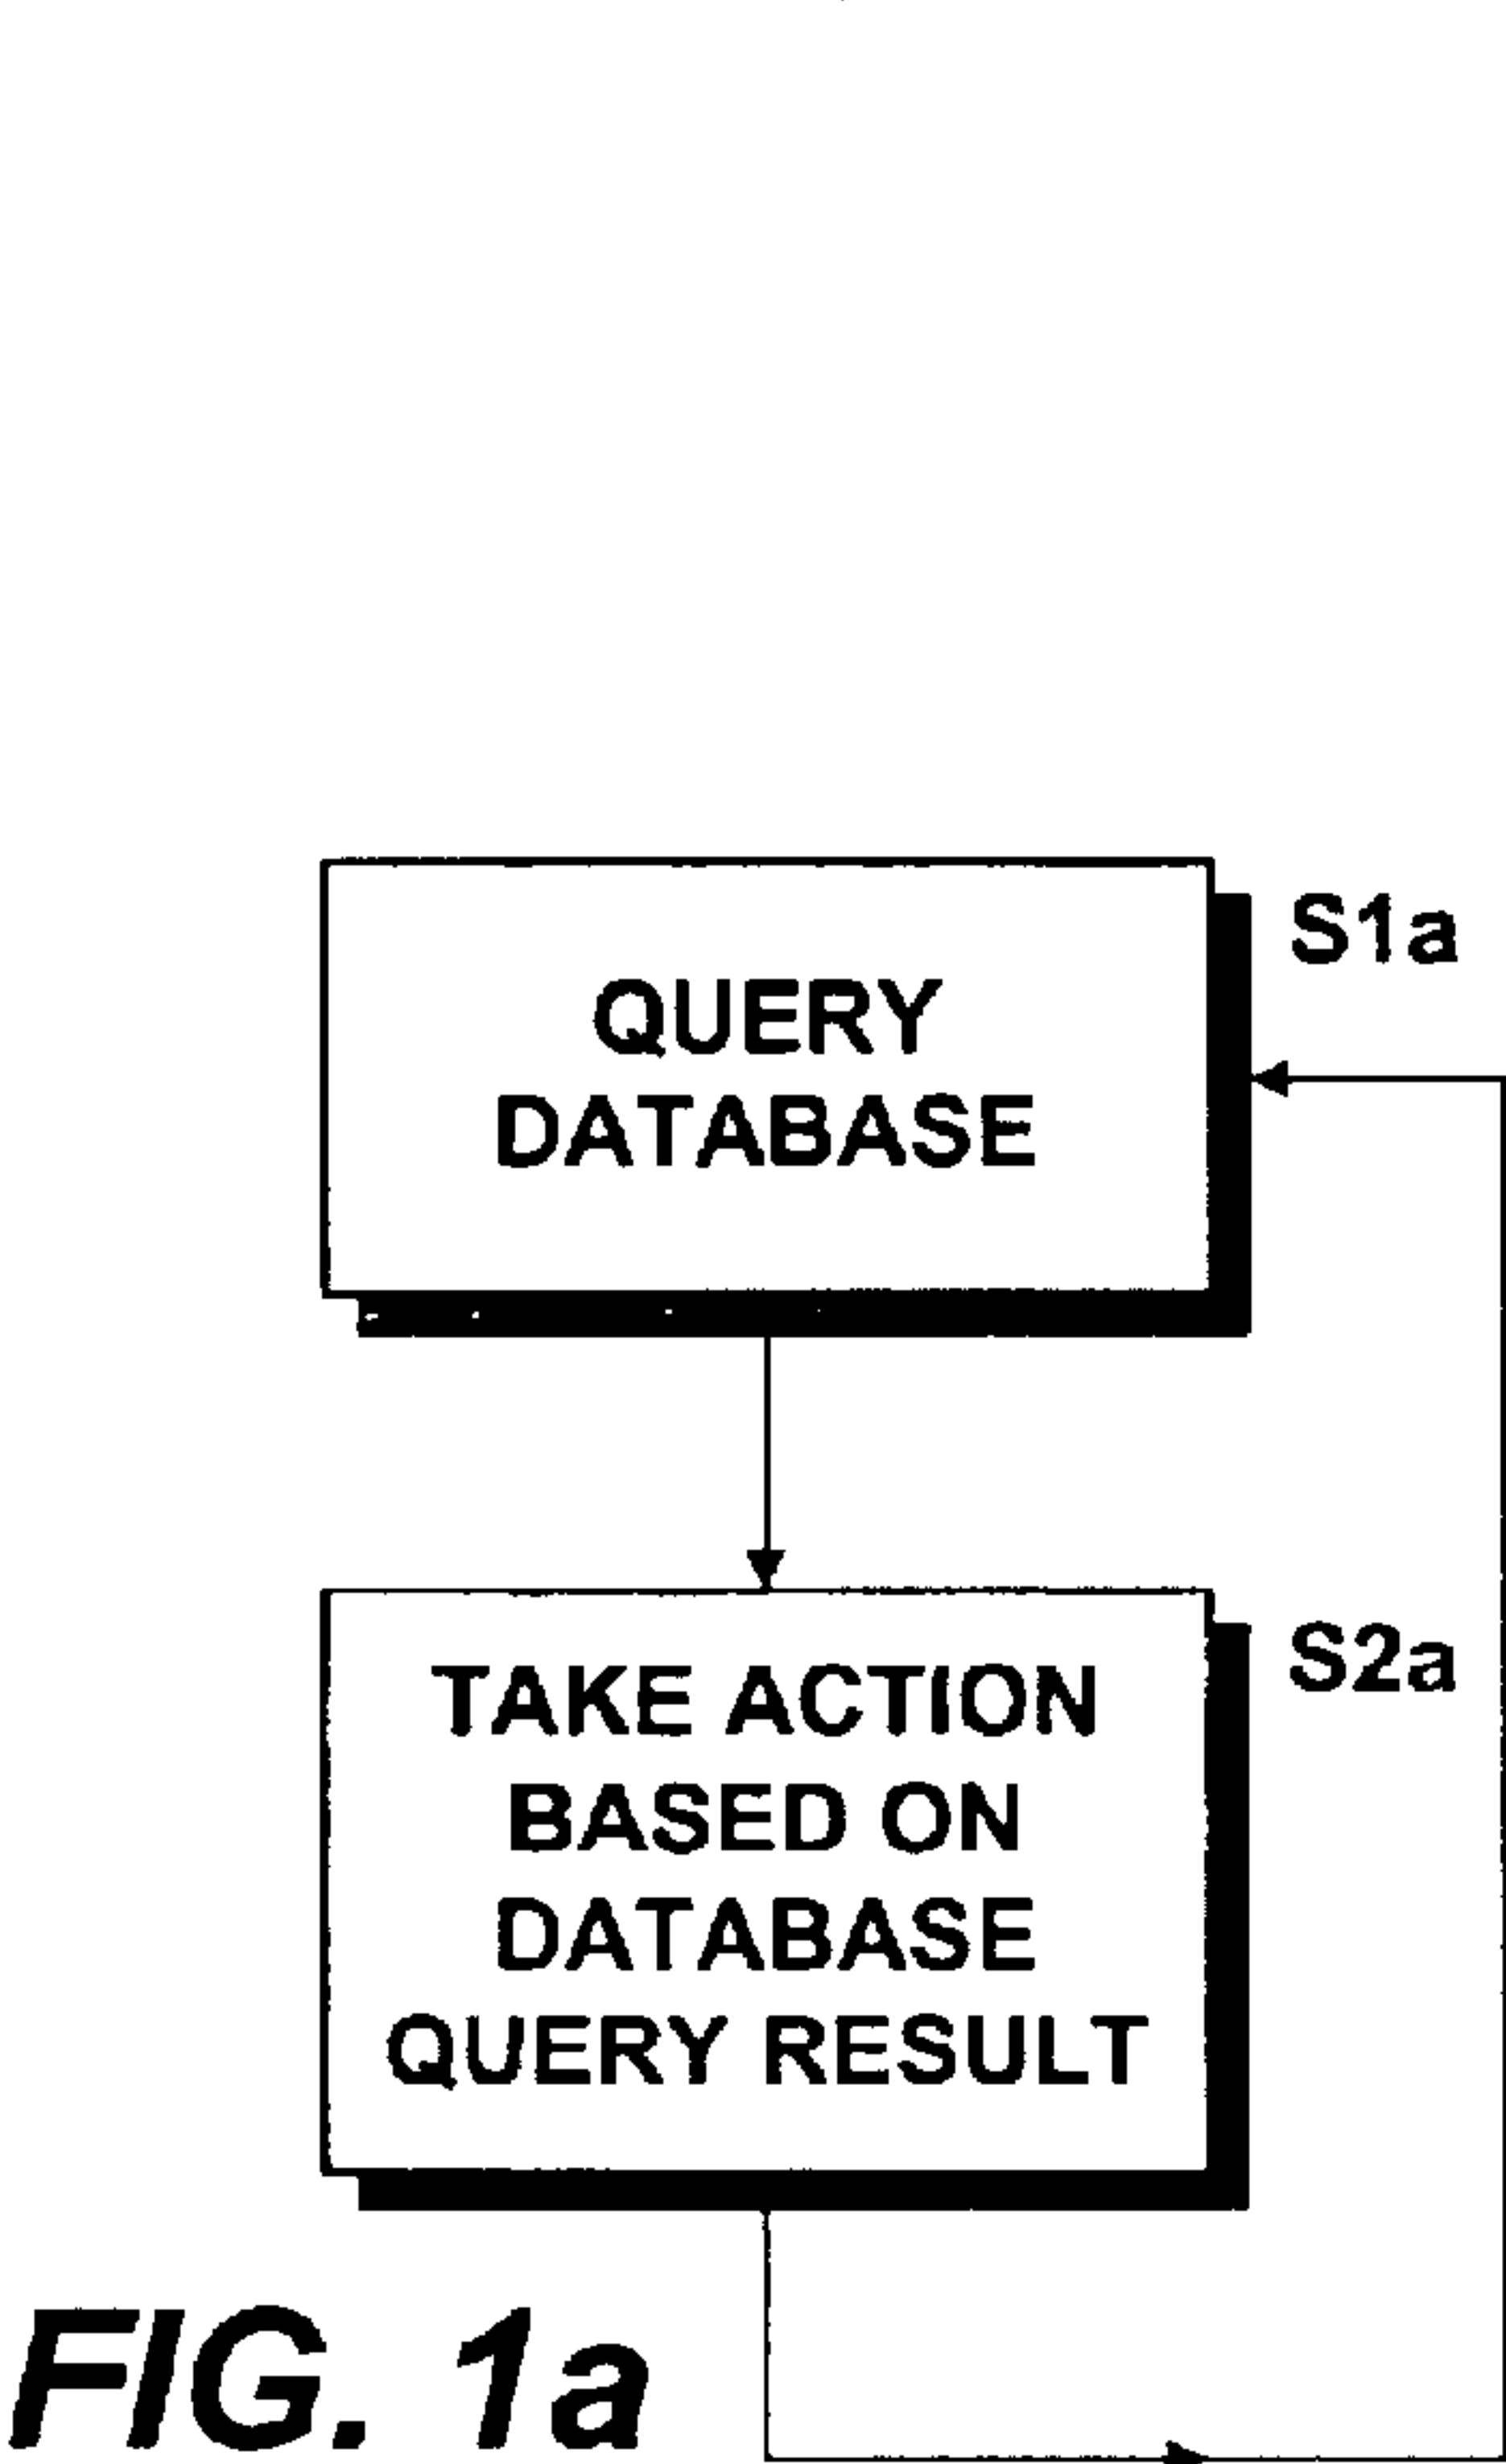 S1a
QUERY
DATABASE
S2a
TAKE ACTION
BASED ON
DATABASE
QUERY RESULT
FIG. 1a